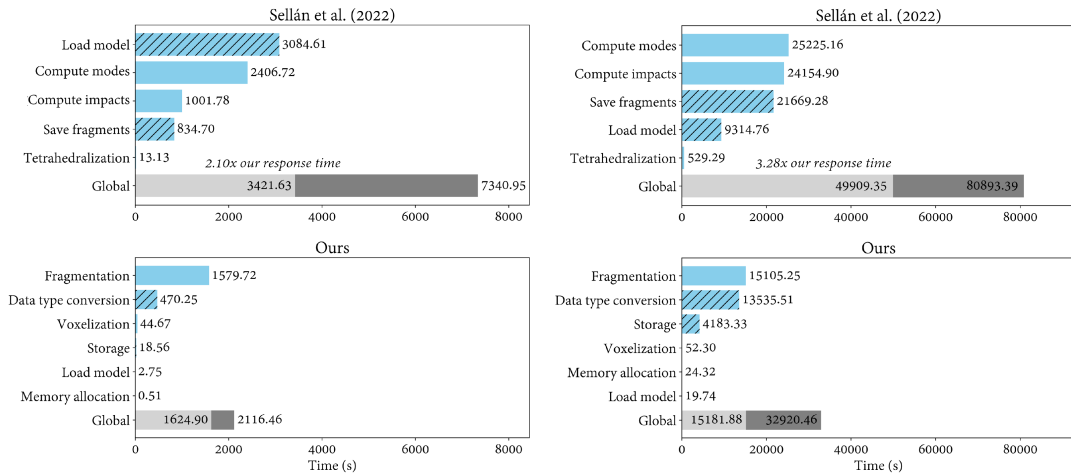 Sellán et al. (2022)
Load model
3084.61
Compute modes
2406.72
Compute impacts
1001.78
Save fragments
834.70
Tetrahedralization
13.13
2.10x our response time
Global
3421.63
7340.95
0
2000
4000
6000
8000
Sellán et al. (2022)
Compute modes
25225.16
Compute impacts
24154.90
Save fragments
21669.28
Load model
9314.76
Tetrahedralization
529.29
3.28x our response time
Global
49909.35
80893.39
0
20000
40000
60000
80000
Ours
Fragmentation
1579.72
Data type conversion
470.25
Voxelization
44.67
Storage
18.56
Load model
2.75
Memory allocation
0.51
Global
1624.90
2116.46
0
2000
4000
6000
8000
Time (s)
Ours
Fragmentation
15105.25
Data type conversion
13535.51
Storage
4183.33
Voxelization
52.30
Memory allocation
24.32
Load model
19.74
Global
15181.88
32920.46
0
20000
40000
60000
80000
Time (s)